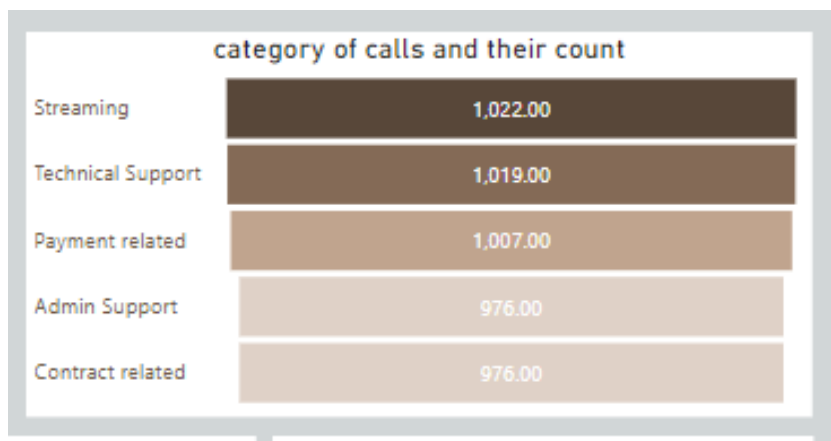 category of calls and their count
Streaming 1,022.00
Technical Support 1,019.00
Payment related 1,007.00
Admin Support 976.00
Contract related 976.00